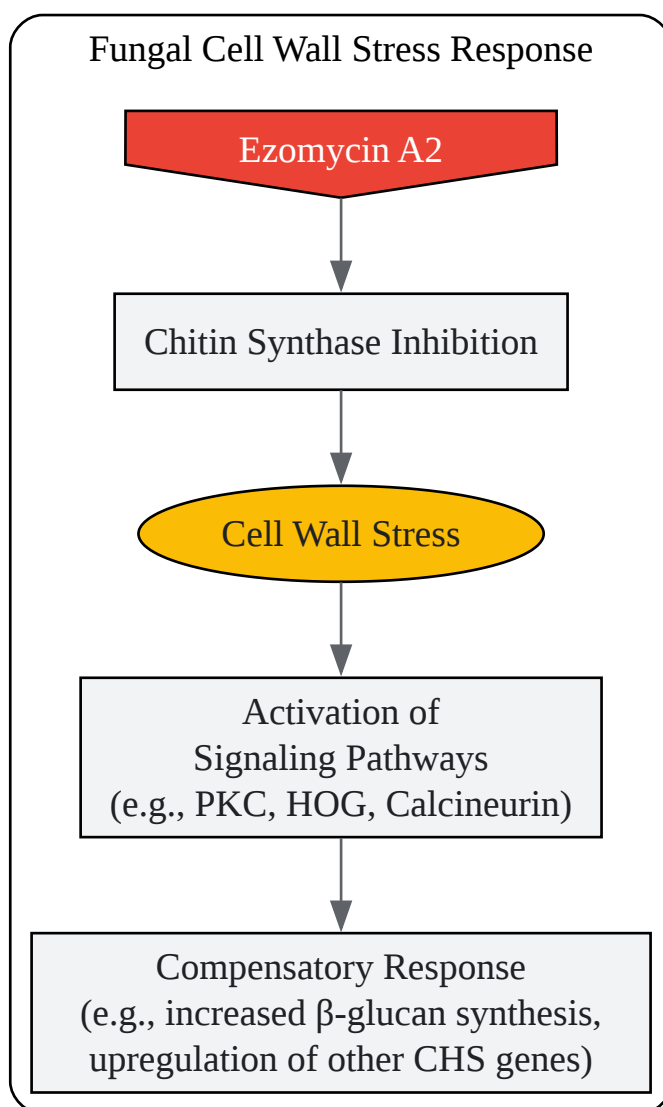 Fungal Cell Wall Stress Response
Ezomycin A2
Chitin Synthase Inhibition
Cell Wall Stress
Activation of
Signaling Pathways
(e.g., PKC, HOG, Calcineurin)
Compensatory Response
(e.g., increased β-glucan synthesis,
upregulation of other CHS genes)